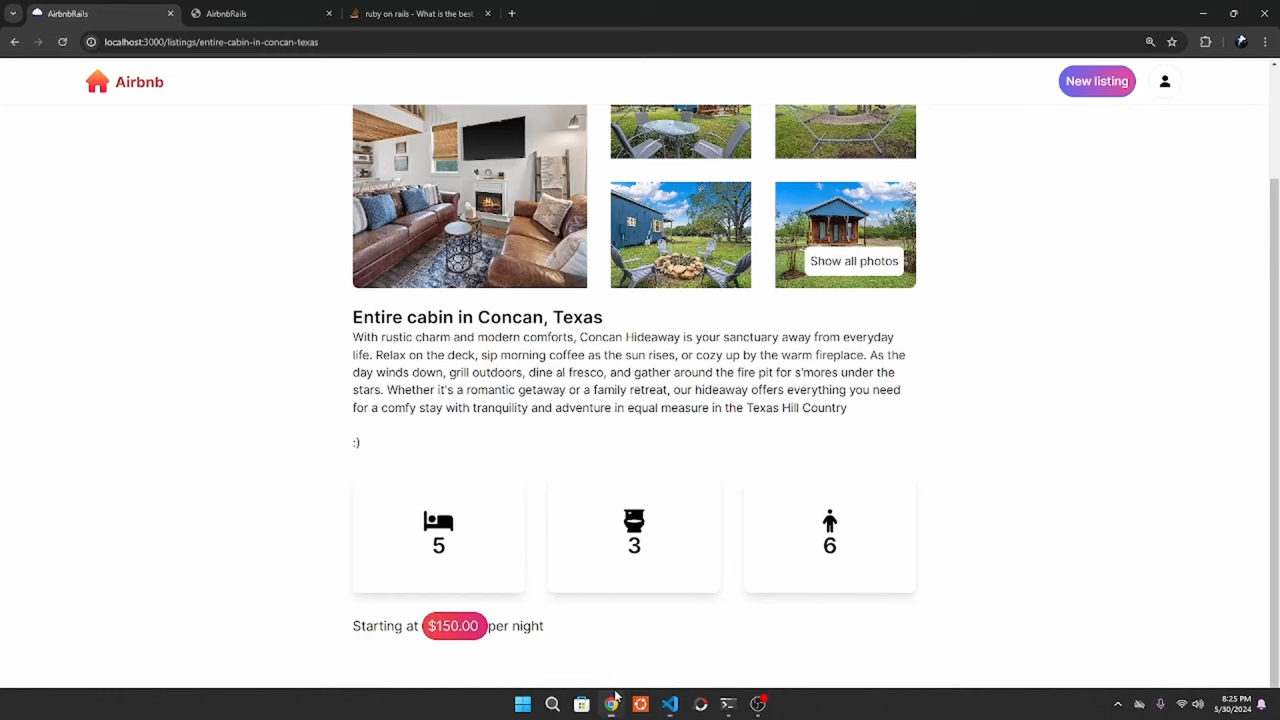 AirbnbRails
AirbnbRails
ruby on rails - What is the best
localhost:3000/listings/entire-cabin-in-concan-texas
Airbnb
New listing
Show all photos
Entire cabin in Concan, Texas
With rustic charm and modern comforts, Concan Hideaway is your sanctuary away from everyday
life. Relax on the deck, sip morning coffee as the sun rises, or cozy up by the warm fireplace. As the
day winds down, grill outdoors, dine al fresco, and gather around the fire pit for s'mores under the
stars. Whether it's a romantic getaway or a family retreat, our hideaway offers everything you need
for a comfy stay with tranquility and adventure in equal measure in the Texas Hill Country
:)
5
3
6
Starting at $150.00 per night
8:25 PM
5/30/2024